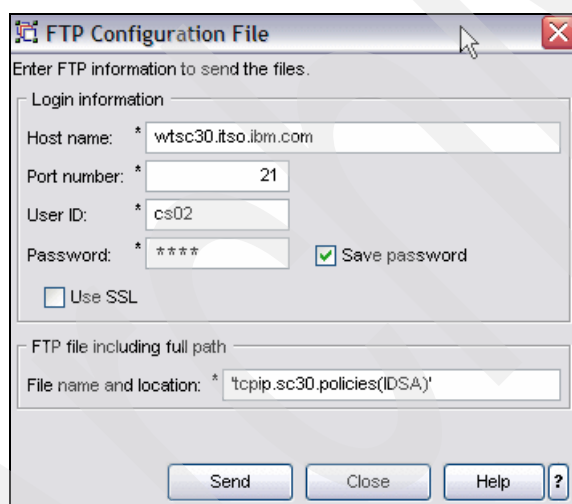 FTP Configuration File
Enter FTP information to send the files.
Login information
Host name: * wtsc30.itso.ibm.com
Port number: * 21
User ID: * cs02
Password: * **** Save password
Use SSL
FTP file including full path
File name and location: * 'tcpip.sc30.policies(IDSA)'
Send Close Help ?